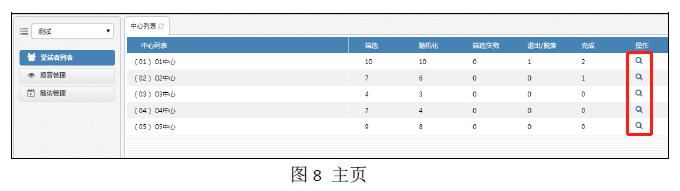 测试
受试者列表
揭盲管理
随访管理
中心列表
中心列表 筛选 随机化 筛选失败 退出/脱落 完成 操作
(01) 01中心 10 10 0 1 2
(02) 02中心 7 6 0 0 1
(03) 03中心 4 3 0 0 0
(04) 04中心 7 4 0 0 0
(05) 05中心 9 8 0 0 0
图 8 主页